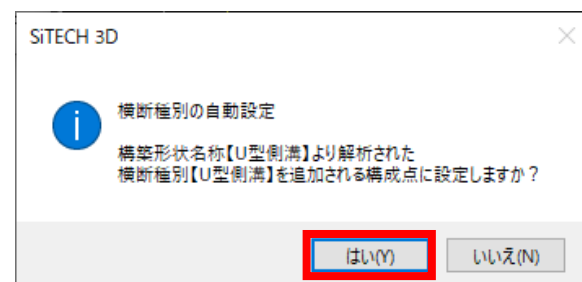 SiTECH 3D
横断種別の自動設定
構築形状名称【U型側溝】より解析された
横断種別【U型側溝】を追加される構成点に設定しますか？
はい(Y)
いいえ(N)